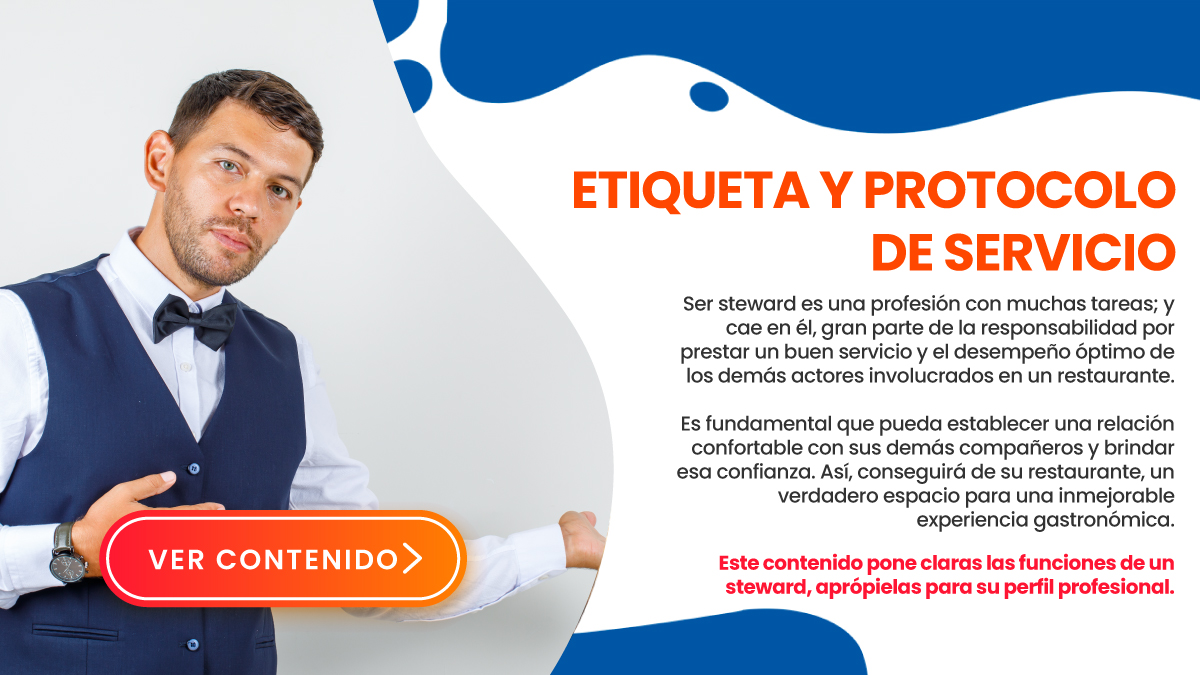 ETIQUETA Y PROTOCOLO
DE SERVICIO
Ser steward es una profesión con muchas tareas; y
cae en él, gran parte de la responsabilidad por
prestar un buen servicio y el desempeño óptimo de
los demás actores involucrados en un restaurante.
Es fundamental que pueda establecer una relación
confortable con sus demás compañeros y brindar
esa confianza. Así, conseguirá de su restaurante, un
verdadero espacio para una inmejorable
experiencia gastronómica.
Este contenido pone claras las funciones de un
steward, aprópielas para su perfil profesional.
VER CONTENIDO